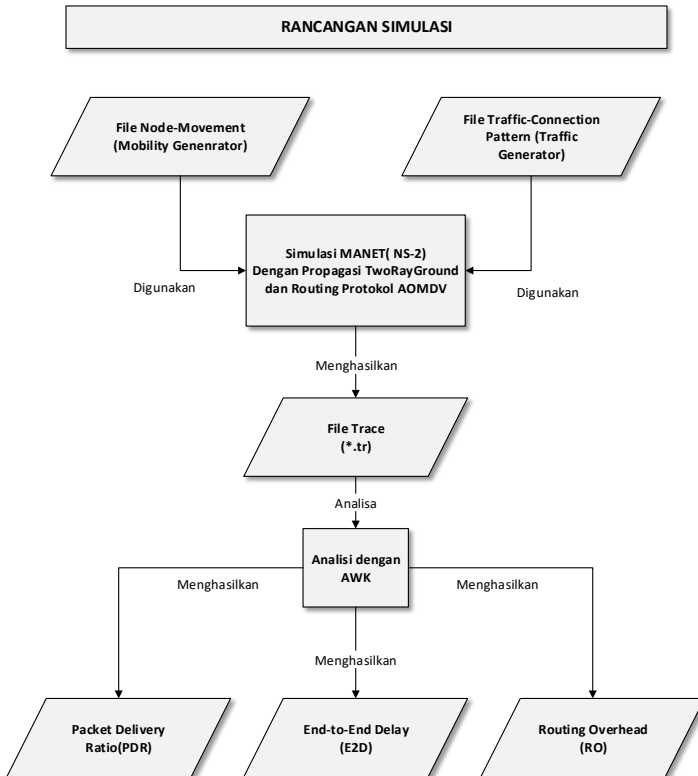 RANCANGAN SIMULASI
File Node-Movement
(Mobility Genenrator)
File Traffic-Connection
Pattern (Traffic
Generator)
Simulasi MANET( NS-2)
Dengan Propagasi TwoRayGround
dan Routing Protokol AOMDV
Digunakan
Digunakan
Menghasilkan
File Trace
(*.tr)
Analisa
Analisi dengan
AWK
Menghasilkan
Menghasilkan
Menghasilkan
Packet Delivery
Ratio(PDR)
End-to-End Delay
(E2D)
Routing Overhead
(RO)